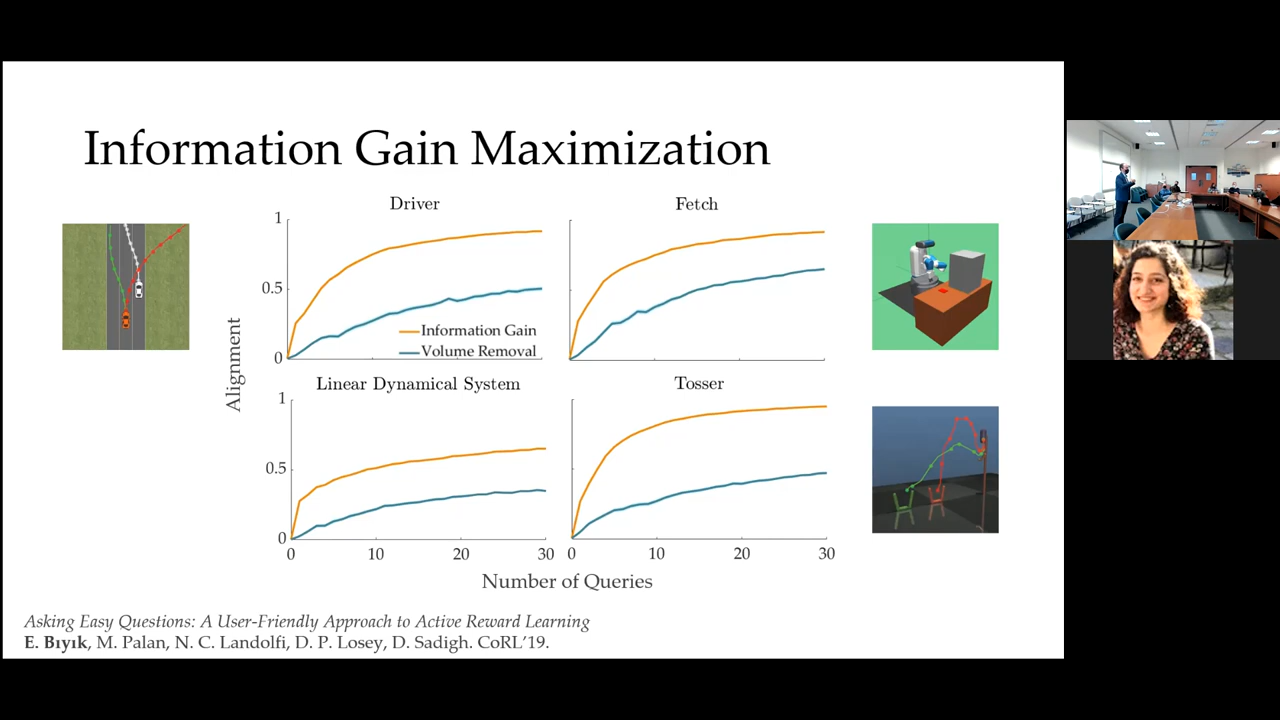 Information Gain Maximization
Driver
Fetch
1
0.5
0
Information Gain
Volume Removal
Alignment
Linear Dynamical System
Tosser
1
0.5
0
0 10 20 30
0 10 20 30
Number of Queries
Asking Easy Questions: A User-Friendly Approach to Active Reward Learning
E. Bıyık, M. Palan, N. C. Landolfi, D. P. Losey, D. Sadigh. CoRL'19.